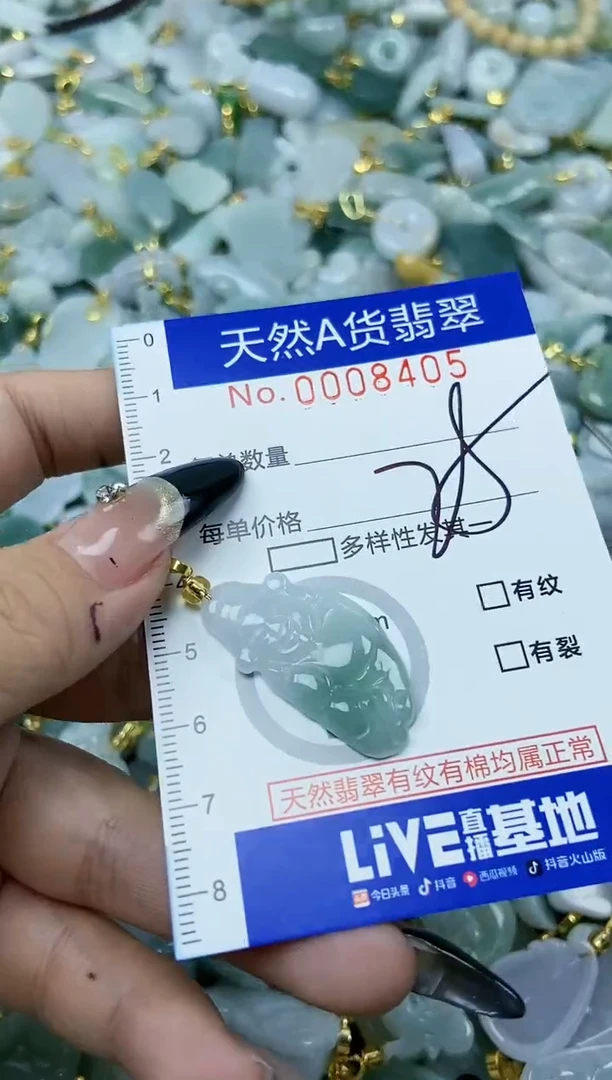 0
天然A货翡翠
No. 0008405
1
2
数量
每单价格
多样性发其一
有纹
5
有裂
6
天然翡翠有纹有棉均属正常
7
LiVE直播基地
8
今日头条 抖音 西瓜视频 抖音火山版